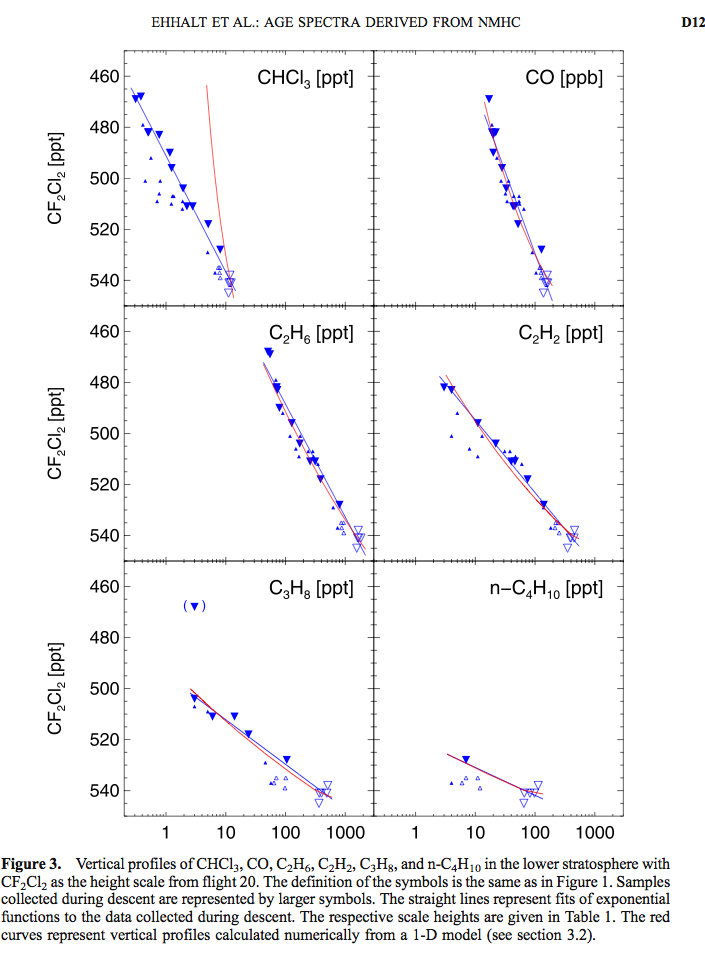 EHHALT ET AL.: AGE SPECTRA DERIVED FROM NMHC
D12
CHCl₃ [ppt]
CO [ppb]
CF₂Cl₂ [ppt]
460
480
500
520
540
C₂H₆ [ppt]
C₂H₂ [ppt]
CF₂Cl₂ [ppt]
460
480
500
520
540
C₃H₈ [ppt]
n−C₄H₁₀ [ppt]
CF₂Cl₂ [ppt]
460
( )
480
500
520
540
1 10 100 1000
1 10 100 1000
Figure 3. Vertical profiles of CHCl₃, CO, C₂H₆, C₂H₂, C₃H₈, and n-C₄H₁₀ in the lower stratosphere with
CF₂Cl₂ as the height scale from flight 20. The definition of the symbols is the same as in Figure 1. Samples
collected during descent are represented by larger symbols. The straight lines represent fits of exponential
functions to the data collected during descent. The respective scale heights are given in Table 1. The red
curves represent vertical profiles calculated numerically from a 1-D model (see section 3.2).